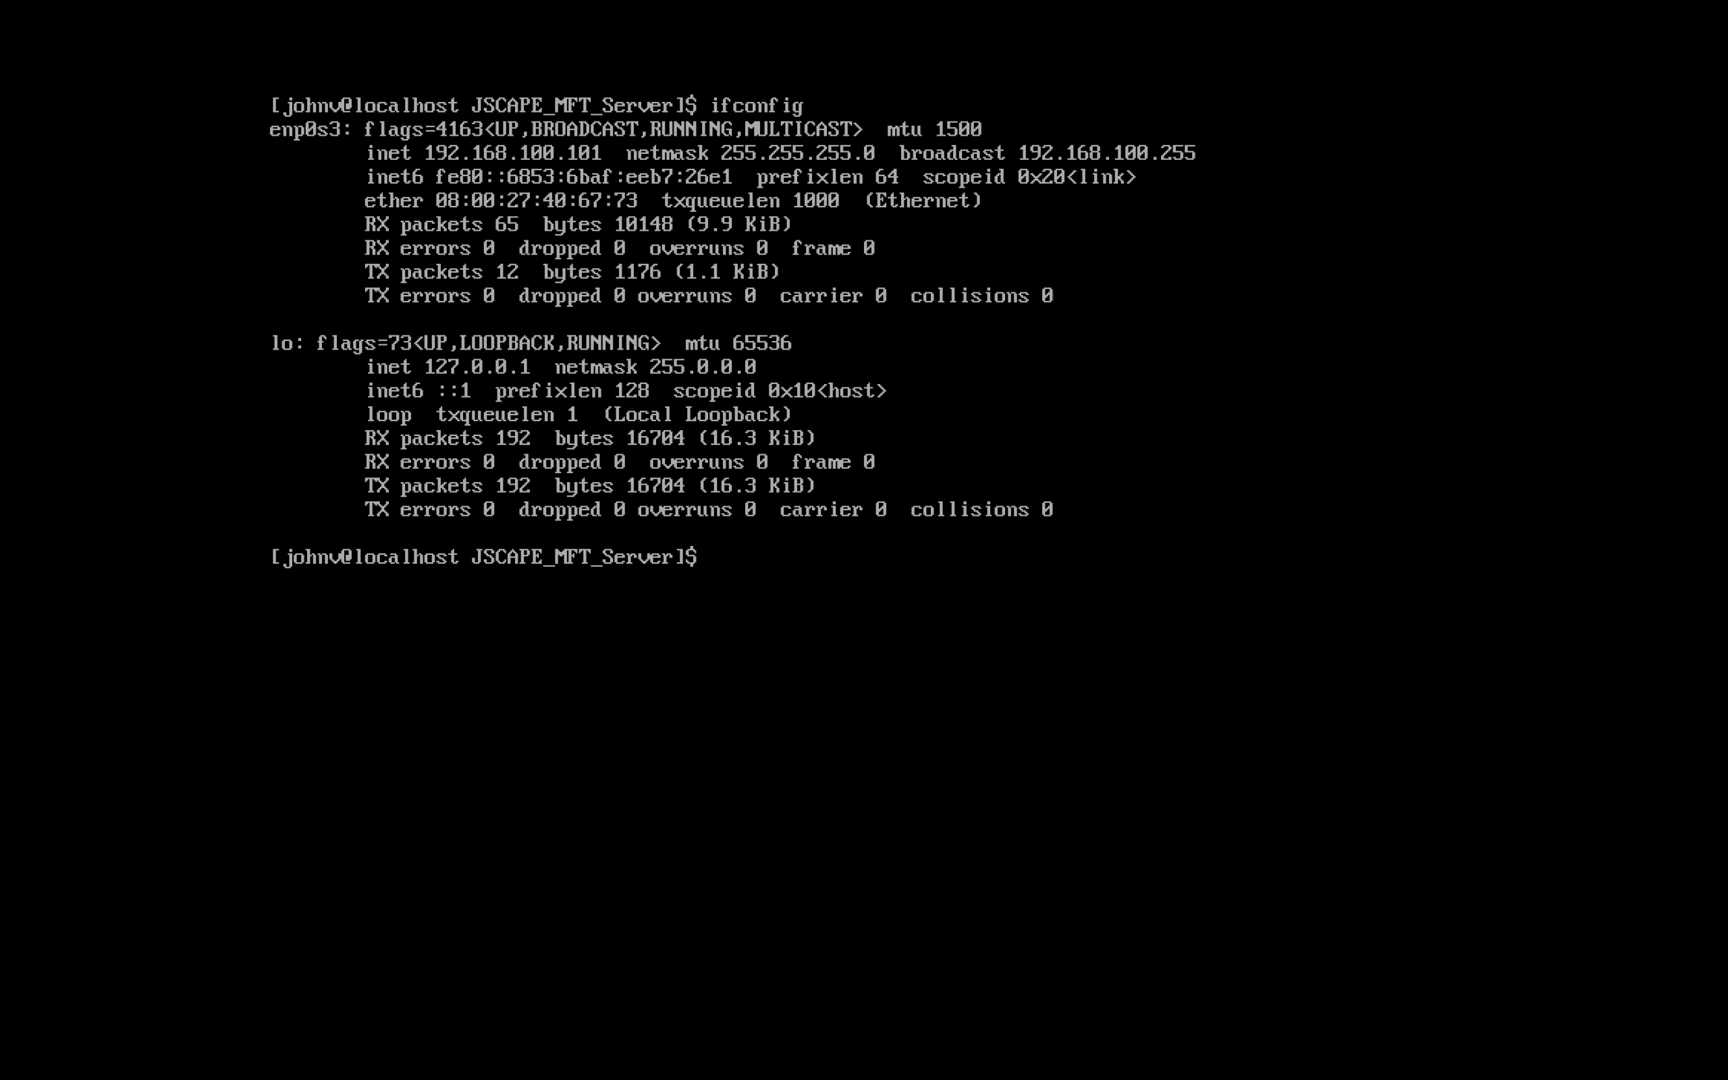 [johnv@localhost JSCAPE_MFT_Server]$ ifconfig
enp0s3: flags=4163<UP,BROADCAST,RUNNING,MULTICAST>  mtu 1500
        inet 192.168.100.101  netmask 255.255.255.0  broadcast 192.168.100.255
        inet6 fe80::6853:6baf:eeb7:26e1  prefixlen 64  scopeid 0x20<link>
        ether 08:00:27:40:67:73  txqueuelen 1000  (Ethernet)
        RX packets 65  bytes 10148 (9.9 KiB)
        RX errors 0  dropped 0  overruns 0  frame 0
        TX packets 12  bytes 1176 (1.1 KiB)
        TX errors 0  dropped 0 overruns 0  carrier 0  collisions 0

lo: flags=73<UP,LOOPBACK,RUNNING>  mtu 65536
        inet 127.0.0.1  netmask 255.0.0.0
        inet6 ::1  prefixlen 128  scopeid 0x10<host>
        loop  txqueuelen 1  (Local Loopback)
        RX packets 192  bytes 16704 (16.3 KiB)
        RX errors 0  dropped 0  overruns 0  frame 0
        TX packets 192  bytes 16704 (16.3 KiB)
        TX errors 0  dropped 0 overruns 0  carrier 0  collisions 0

[johnv@localhost JSCAPE_MFT_Server]$